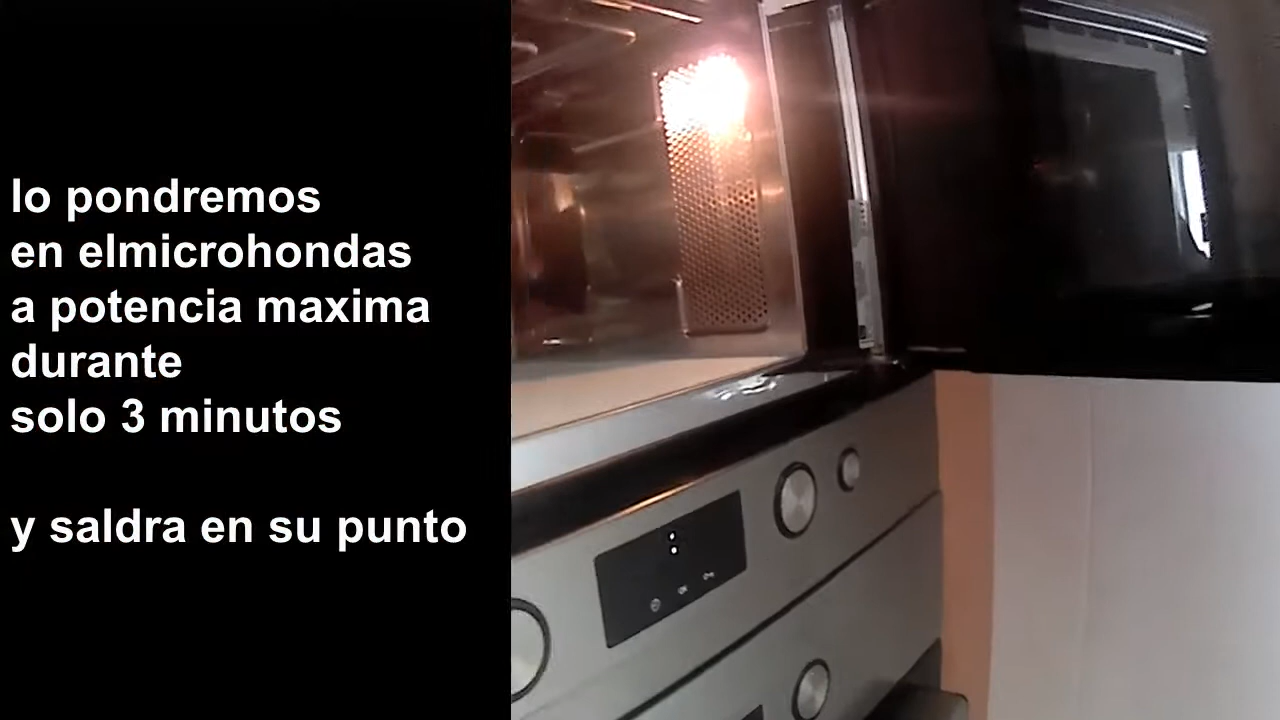 lo pondremos
en elmicrohondas
a potencia maxima
durante
solo 3 minutos
y saldra en su punto